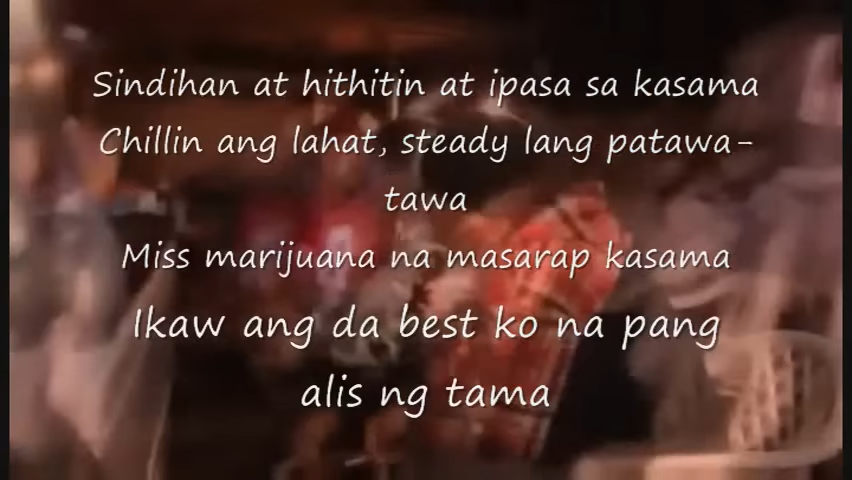 Sindihan at hithitin at ipasa sa kasama
Chillin ang lahat, steady lang patawa-
tawa
Miss marijuana na masarap kasama
Ikaw ang da best ko na pang
alis ng tama